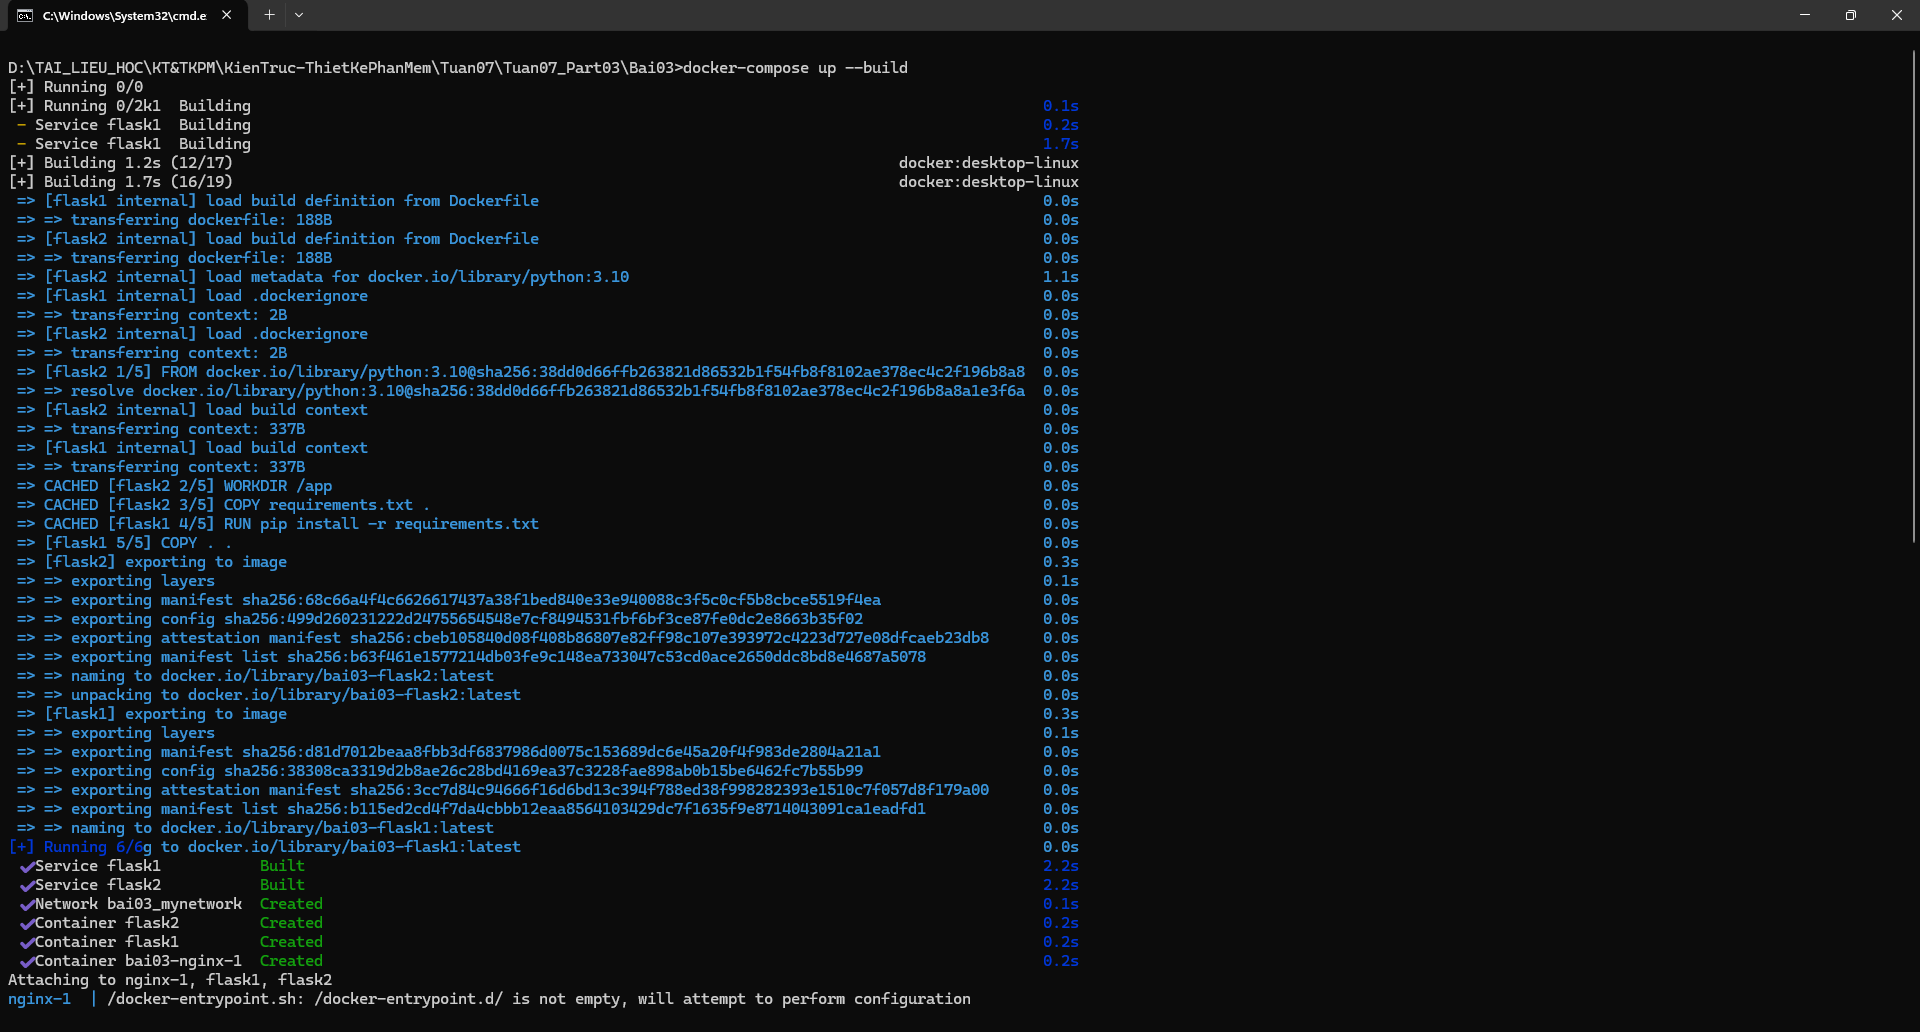 C:\Windows\System32\cmd.e
D:\TAI_LIEU_HOC\KT&TKPM\KienTruc-ThietKePhanMem\Tuan07\Tuan07_Part03\Bai03>docker-compose up --build
[+] Running 0/0
[+] Running 0/2k1  Building 0.1s
- Service flask1  Building 0.2s
- Service flask1  Building 1.7s
[+] Building 1.2s (12/17) docker:desktop-linux
[+] Building 1.7s (16/19) docker:desktop-linux
=> [flask1 internal] load build definition from Dockerfile 0.0s
=> => transferring dockerfile: 188B 0.0s
=> [flask2 internal] load build definition from Dockerfile 0.0s
=> => transferring dockerfile: 188B 0.0s
=> [flask2 internal] load metadata for docker.io/library/python:3.10 1.1s
=> [flask1 internal] load .dockerignore 0.0s
=> => transferring context: 2B 0.0s
=> [flask2 internal] load .dockerignore 0.0s
=> => transferring context: 2B 0.0s
=> [flask2 1/5] FROM docker.io/library/python:3.10@sha256:38dd0d66ffb263821d86532b1f54fb8f8102ae378ec4c2f196b8a8 0.0s
=> => resolve docker.io/library/python:3.10@sha256:38dd0d66ffb263821d86532b1f54fb8f8102ae378ec4c2f196b8a8a1e3f6a 0.0s
=> [flask2 internal] load build context 0.0s
=> => transferring context: 337B 0.0s
=> [flask1 internal] load build context 0.0s
=> => transferring context: 337B 0.0s
=> CACHED [flask2 2/5] WORKDIR /app 0.0s
=> CACHED [flask2 3/5] COPY requirements.txt . 0.0s
=> CACHED [flask1 4/5] RUN pip install -r requirements.txt 0.0s
=> [flask1 5/5] COPY . . 0.0s
=> [flask2] exporting to image 0.3s
=> => exporting layers 0.1s
=> => exporting manifest sha256:68c66a4f4c6626617437a38f1bed840e33e940088c3f5c0cf5b8cbce5519f4ea 0.0s
=> => exporting config sha256:499d260231222d24755654548e7cf8494531fbf6bf3ce87fe0dc2e8663b35f02 0.0s
=> => exporting attestation manifest sha256:cbeb105840d08f408b86807e82ff98c107e393972c4223d727e08dfcaeb23db8 0.0s
=> => exporting manifest list sha256:b63f461e1577214db03fe9c148ea733047c53cd0ace2650ddc8bd8e4687a5078 0.0s
=> => naming to docker.io/library/bai03-flask2:latest 0.0s
=> => unpacking to docker.io/library/bai03-flask2:latest 0.0s
=> [flask1] exporting to image 0.3s
=> => exporting layers 0.1s
=> => exporting manifest sha256:d81d7012beaa8fbb3df6837986d0075c153689dc6e45a20f4f983de2804a21a1 0.0s
=> => exporting config sha256:38308ca3319d2b8ae26c28bd4169ea37c3228fae898ab0b15be6462fc7b55b99 0.0s
=> => exporting attestation manifest sha256:3cc7d84c94666f16d6bd13c394f788ed38f998282393e1510c7f057d8f179a00 0.0s
=> => exporting manifest list sha256:b115ed2cd4f7da4cbbb12eaa8564103429dc7f1635f9e8714043091ca1eadfd1 0.0s
=> => naming to docker.io/library/bai03-flask1:latest 0.0s
[+] Running 6/6g to docker.io/library/bai03-flask1:latest 0.0s
✔Service flask1 Built 2.2s
✔Service flask2 Built 2.2s
✔Network bai03_mynetwork Created 0.1s
✔Container flask2 Created 0.2s
✔Container flask1 Created 0.2s
✔Container bai03-nginx-1 Created 0.2s
Attaching to nginx-1, flask1, flask2
nginx-1  | /docker-entrypoint.sh: /docker-entrypoint.d/ is not empty, will attempt to perform configuration